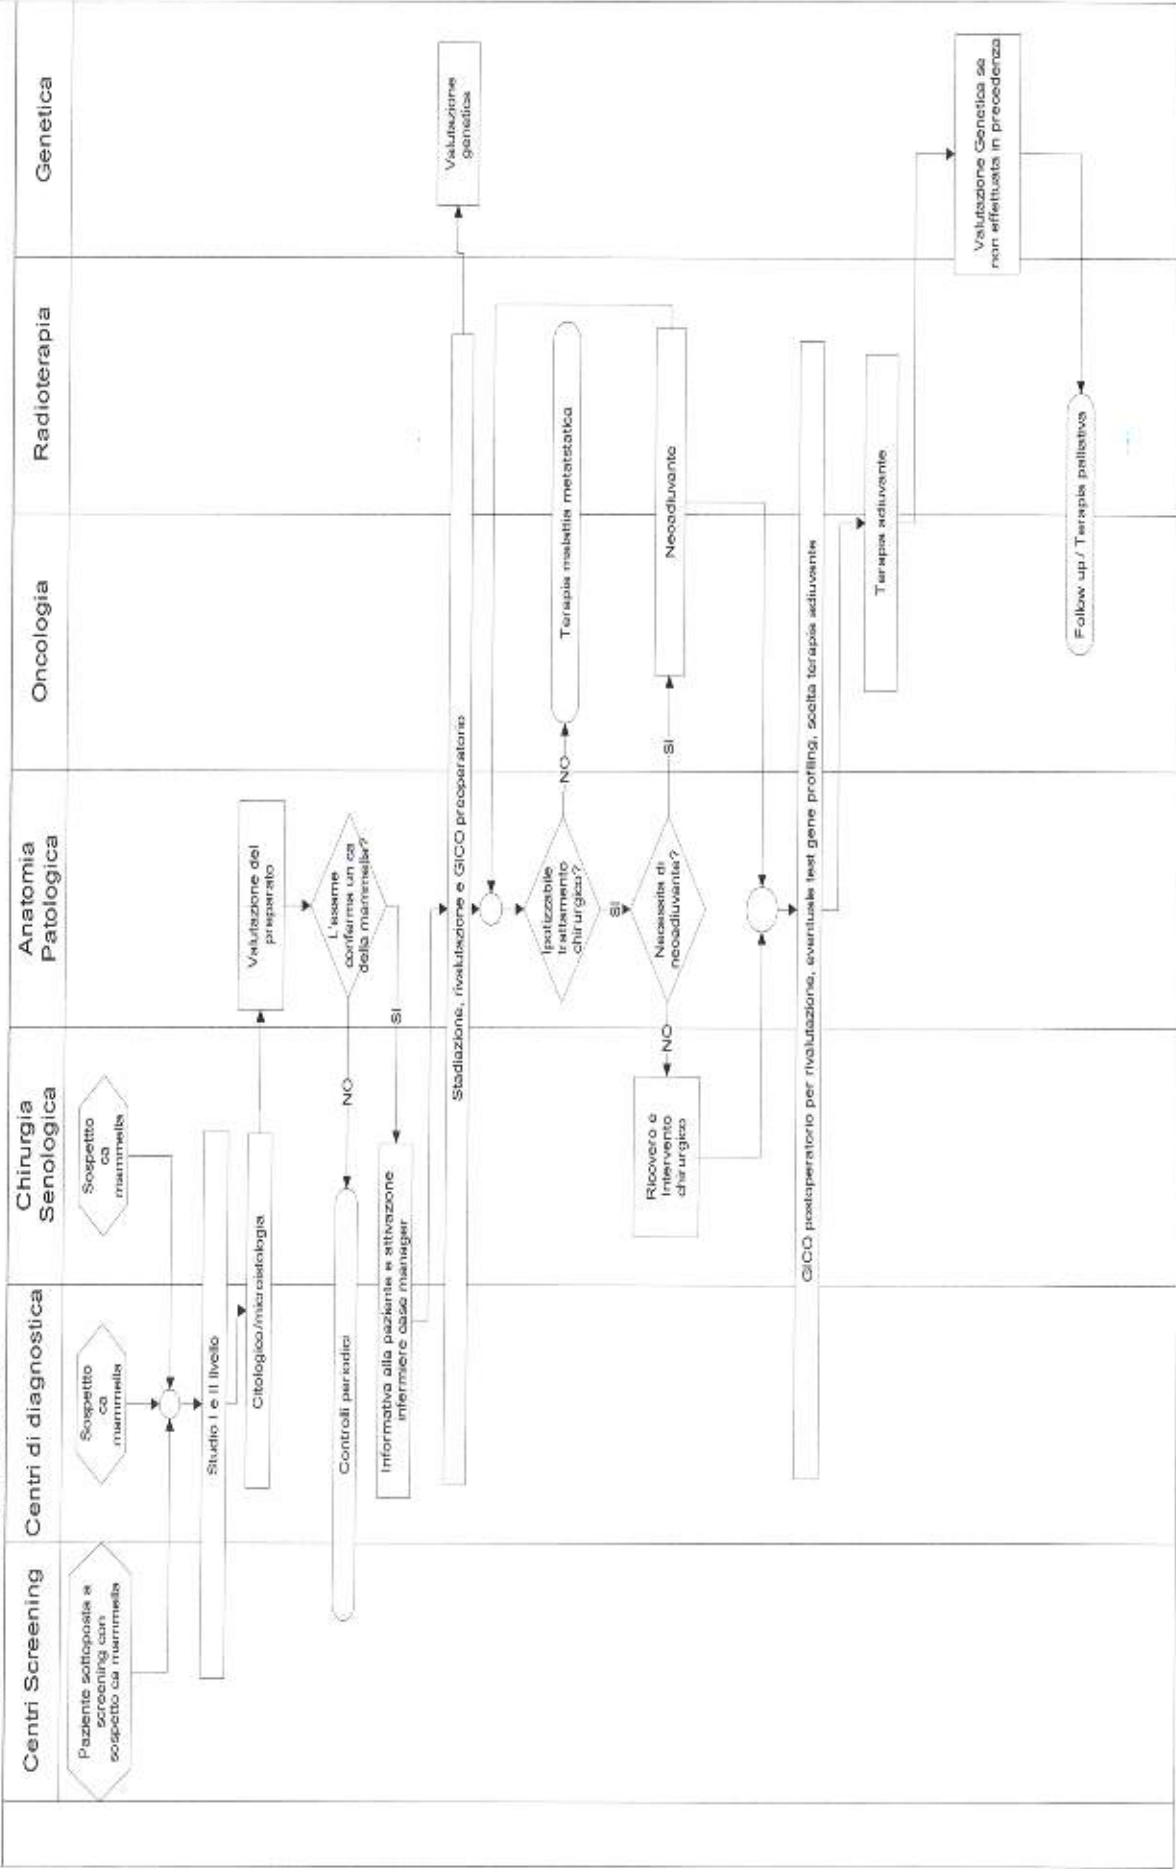 Centri Screening
Centri di diagnostica
Chirurgia
Senologica
Anatomia
Patologica
Oncologia
Radioterapia
Genetica
Paziente sottoposta a
screening con
sospetto ca mammella
Sospettto
ca
mammella
Sospettto
ca
mammella
Studio I e II livello
Citologico/microistologia
Valutazione del
preparato
L'esame
conferma un ca
della mammella?
NO
SI
Controlli periodici
Informativa alla paziente e attivazione
infermiere case manager
Stadiazione, rivalutazione e GICO preoperatorio
Valutazione
genetica
Ipotizzabile
trattamento
chirurgico?
NO
Terapia malattia metatstatica
SI
Necessita di
neoadiuvante?
SI
Neoadiuvante
NO
Ricovero e
Intervento
chirurgico
GICO postoperatorio per rivalutazione, eventuale test gene profiling, scelta terapia adiuvante
Terapia adiuvante
Valutazione Genetica se
non effettuata in precedenza
Follow up / Terapia palliativa